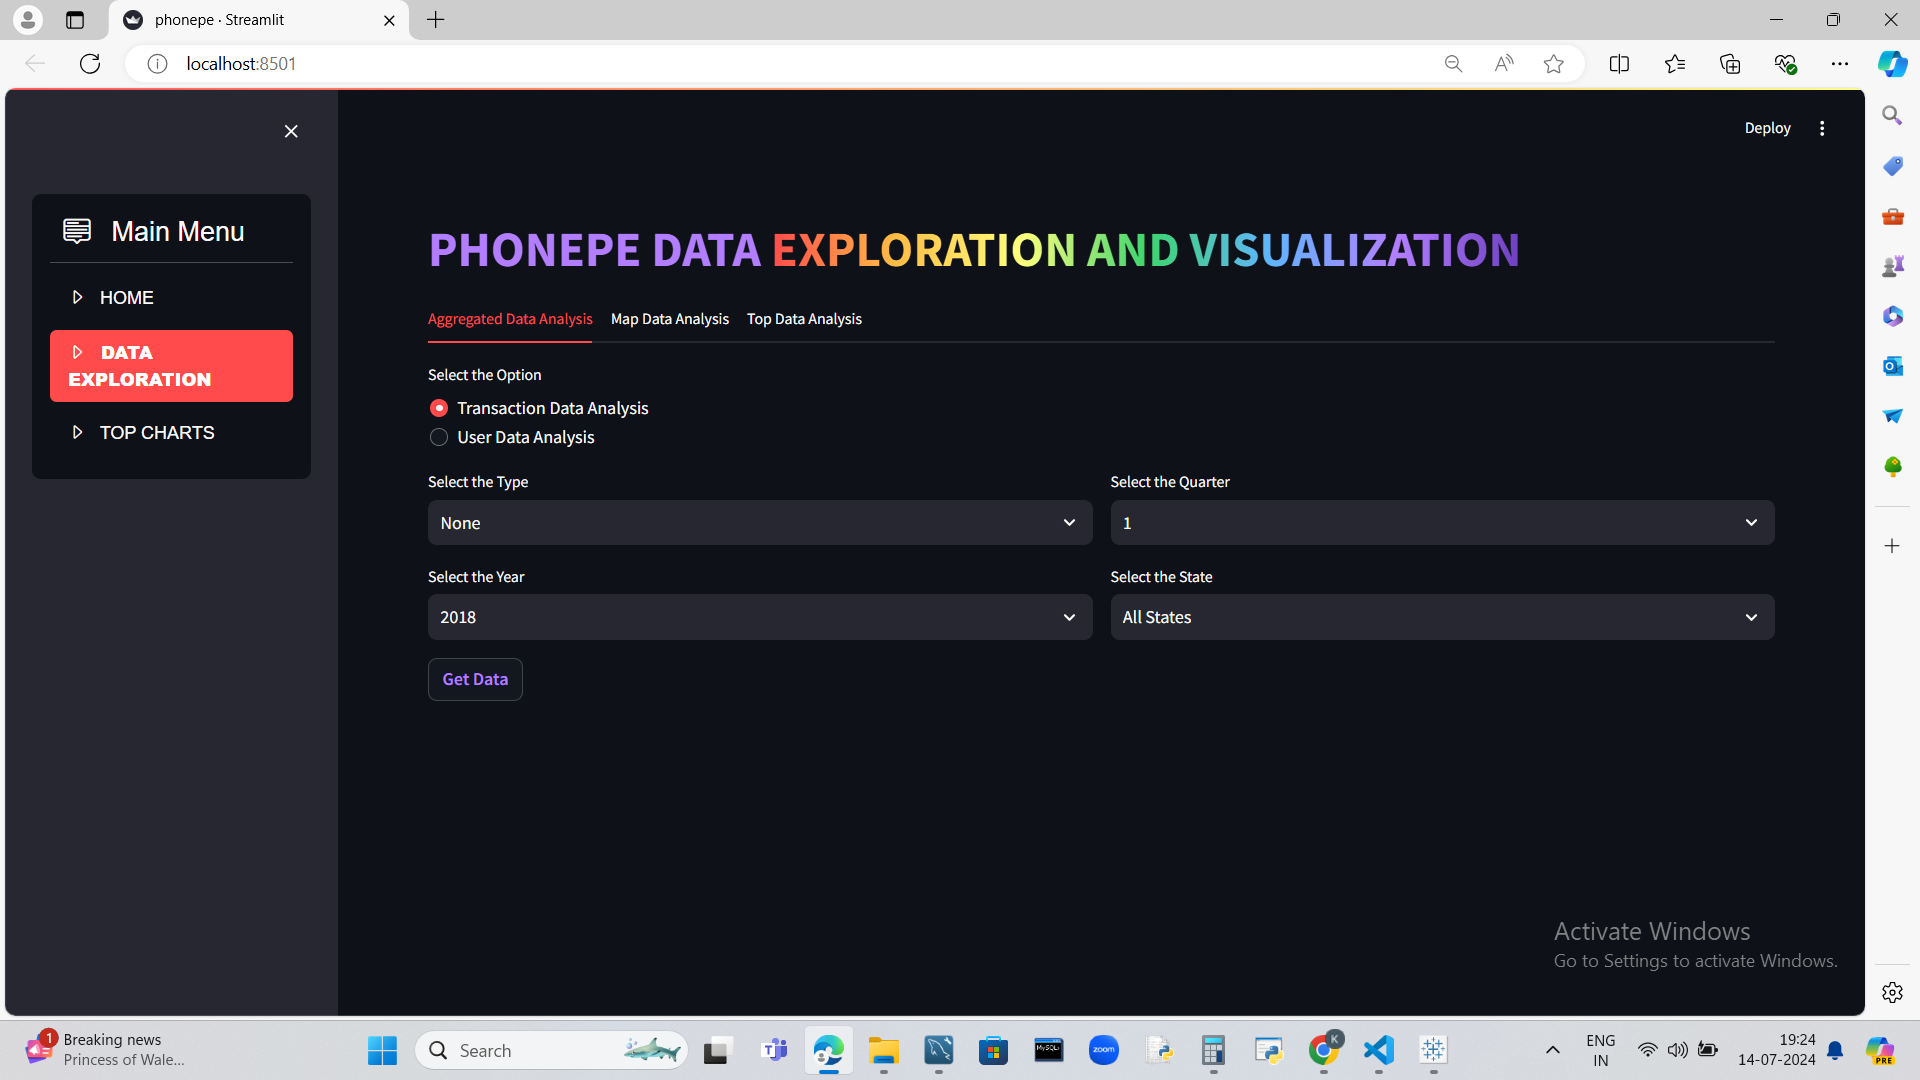 phonepe · Streamlit
localhost:8501
Deploy
Main Menu
HOME
DATA
EXPLORATION
TOP CHARTS
PHONEPE DATA EXPLORATION AND VISUALIZATION
Aggregated Data Analysis Map Data Analysis Top Data Analysis
Select the Option
Transaction Data Analysis
User Data Analysis
Select the Type Select the Quarter
None 1
Select the Year Select the State
2018 All States
Get Data
Activate Windows
Go to Settings to activate Windows.
1
Breaking news
Princess of Wale...
Search
MySQL
zoom
K
ENG
IN
19:24
14-07-2024
PRE